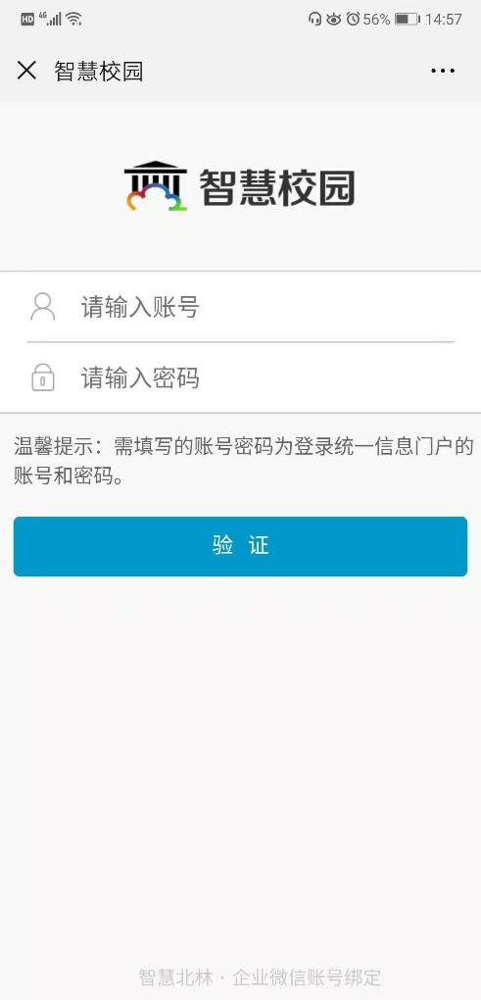 HD 4G 56% 14:57
智慧校园
智慧校园
请输入账号
请输入密码
温馨提示：需填写的账号密码为登录统一信息门户的
账号和密码。
验 证
智慧北林 · 企业微信账号绑定